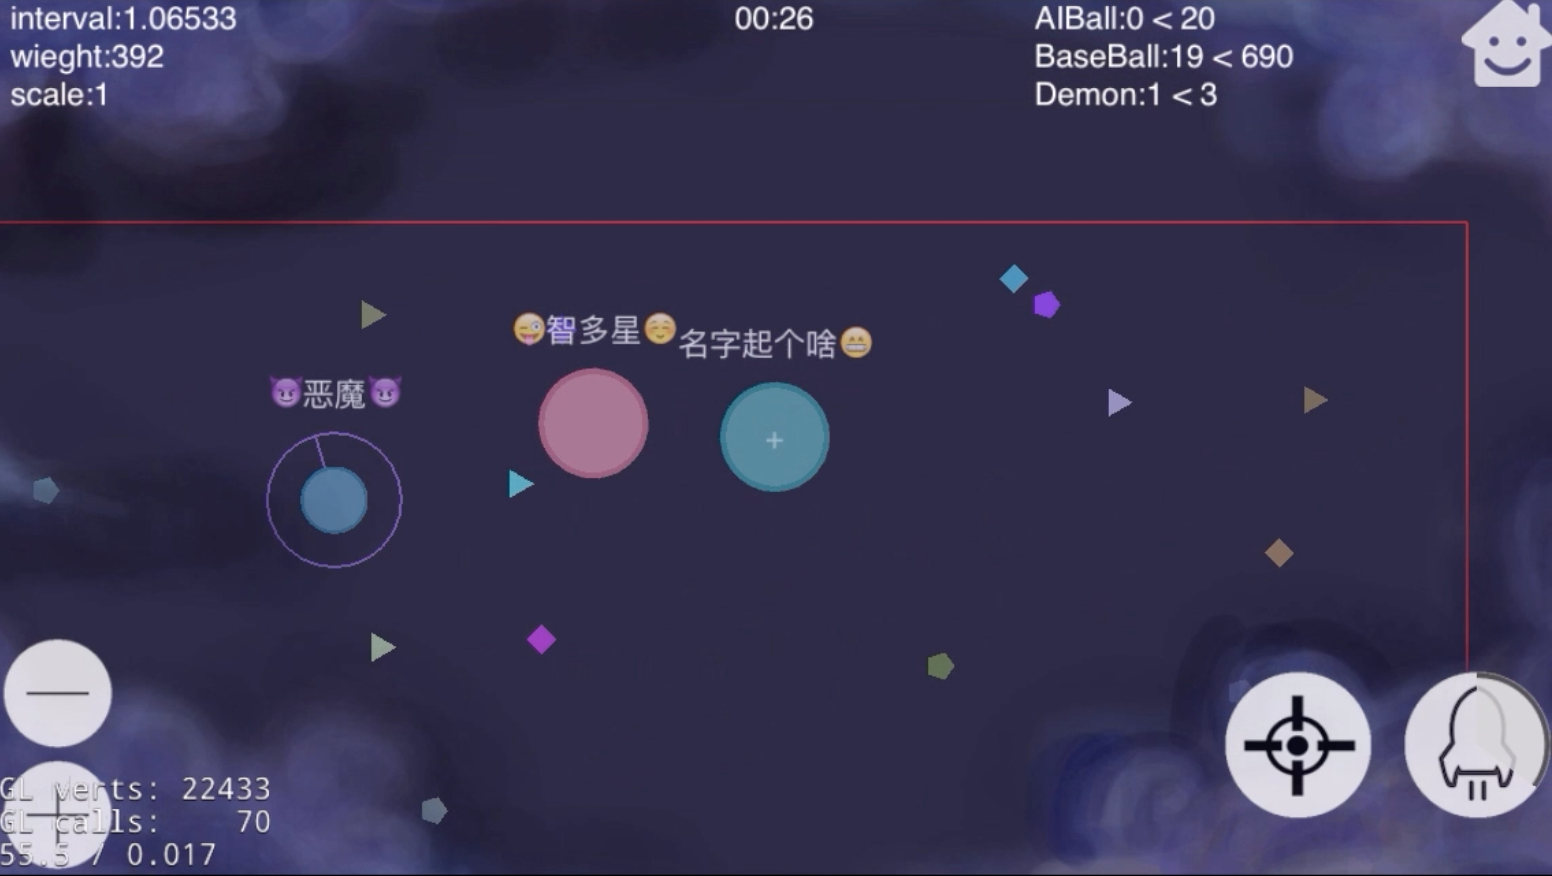 interval:1.06533
wieght:392
scale:1
00:26
AIBall:0 < 20
BaseBall:19 < 690
Demon:1 < 3
😜智多星☺️
名字起个啥😁
😈恶魔😈
GL verts: 22433
GL calls: 70
55.5 / 0.017